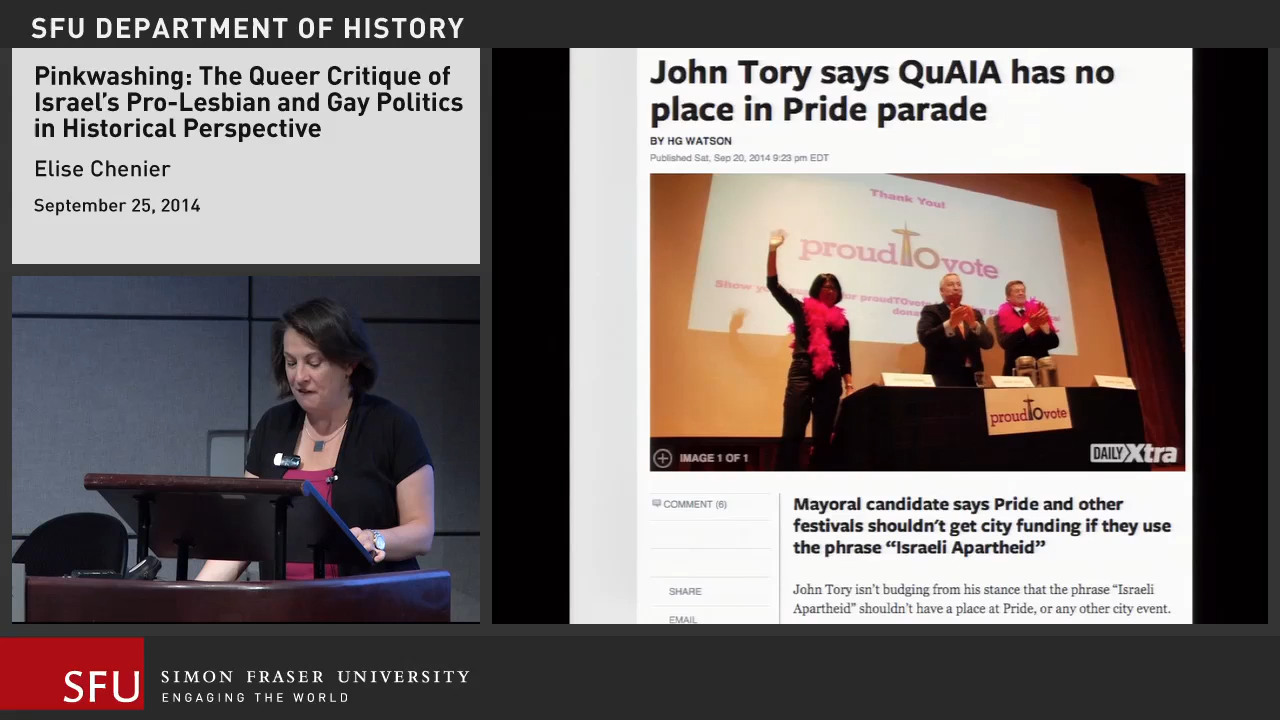 SFU DEPARTMENT OF HISTORY
Pinkwashing: The Queer Critique of
Israel's Pro-Lesbian and Gay Politics
in Historical Perspective
Elise Chenier
September 25, 2014
John Tory says QuAIA has no
place in Pride parade
BY HG WATSON
Published Sat, Sep 20, 2014 9:23 pm EDT
Thank You!
proudTOvote
Show your
for proudTOvote
proudTOvote
IMAGE 1 OF 1
DAILY Xtra
COMMENT (6)
SHARE
EMAIL
Mayoral candidate says Pride and other
festivals shouldn't get city funding if they use
the phrase “Israeli Apartheid”
John Tory isn't budging from his stance that the phrase “Israeli
Apartheid” shouldn't have a place at Pride, or any other city event.
SFU
SIMON FRASER UNIVERSITY
ENGAGING THE WORLD